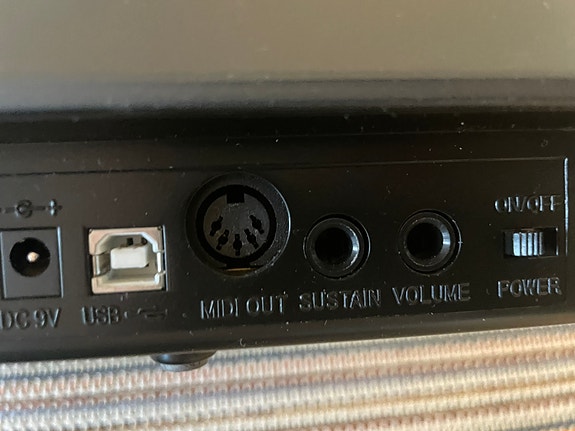 ON/OFF
DC 9V USB MIDI OUT SUSTAIN VOLUME POWER